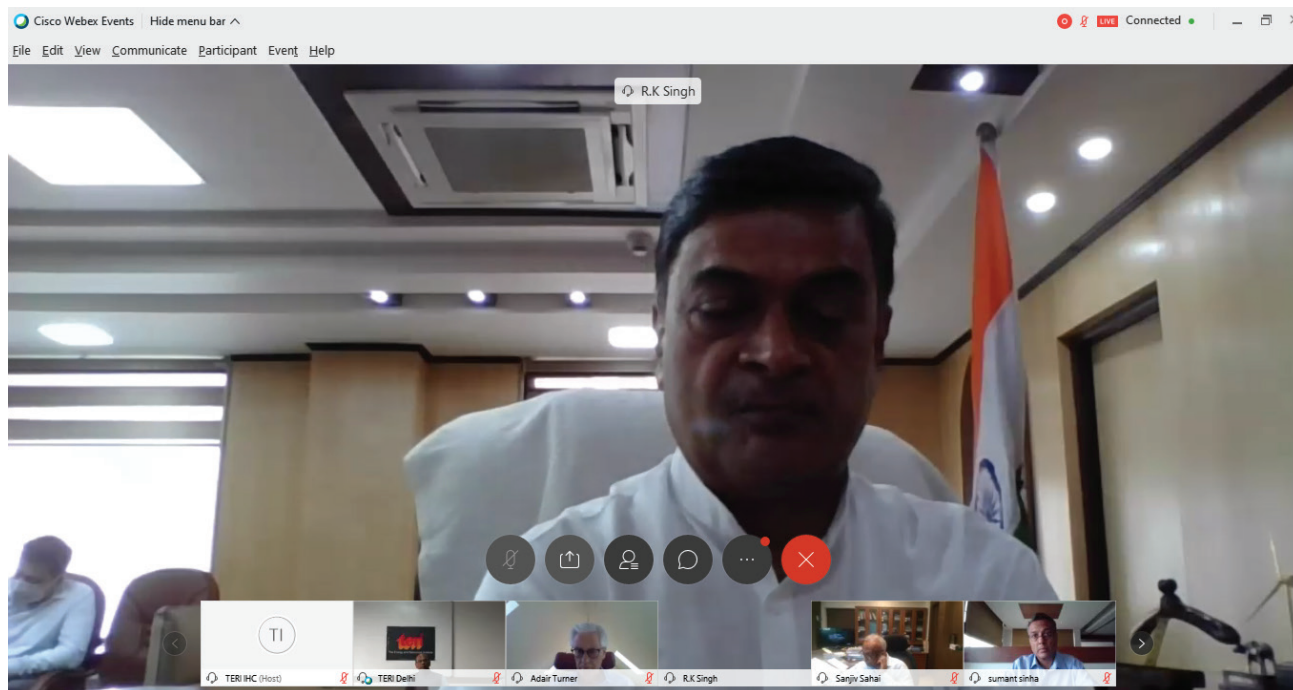 Cisco Webex Events Hide menu bar LIVE Connected
File Edit View Communicate Participant Event Help
R.K Singh
TI
teri
TERI IHC (Host) TERI Delhi Adair Turner R.K Singh Sanjiv Sahai sumant sinha